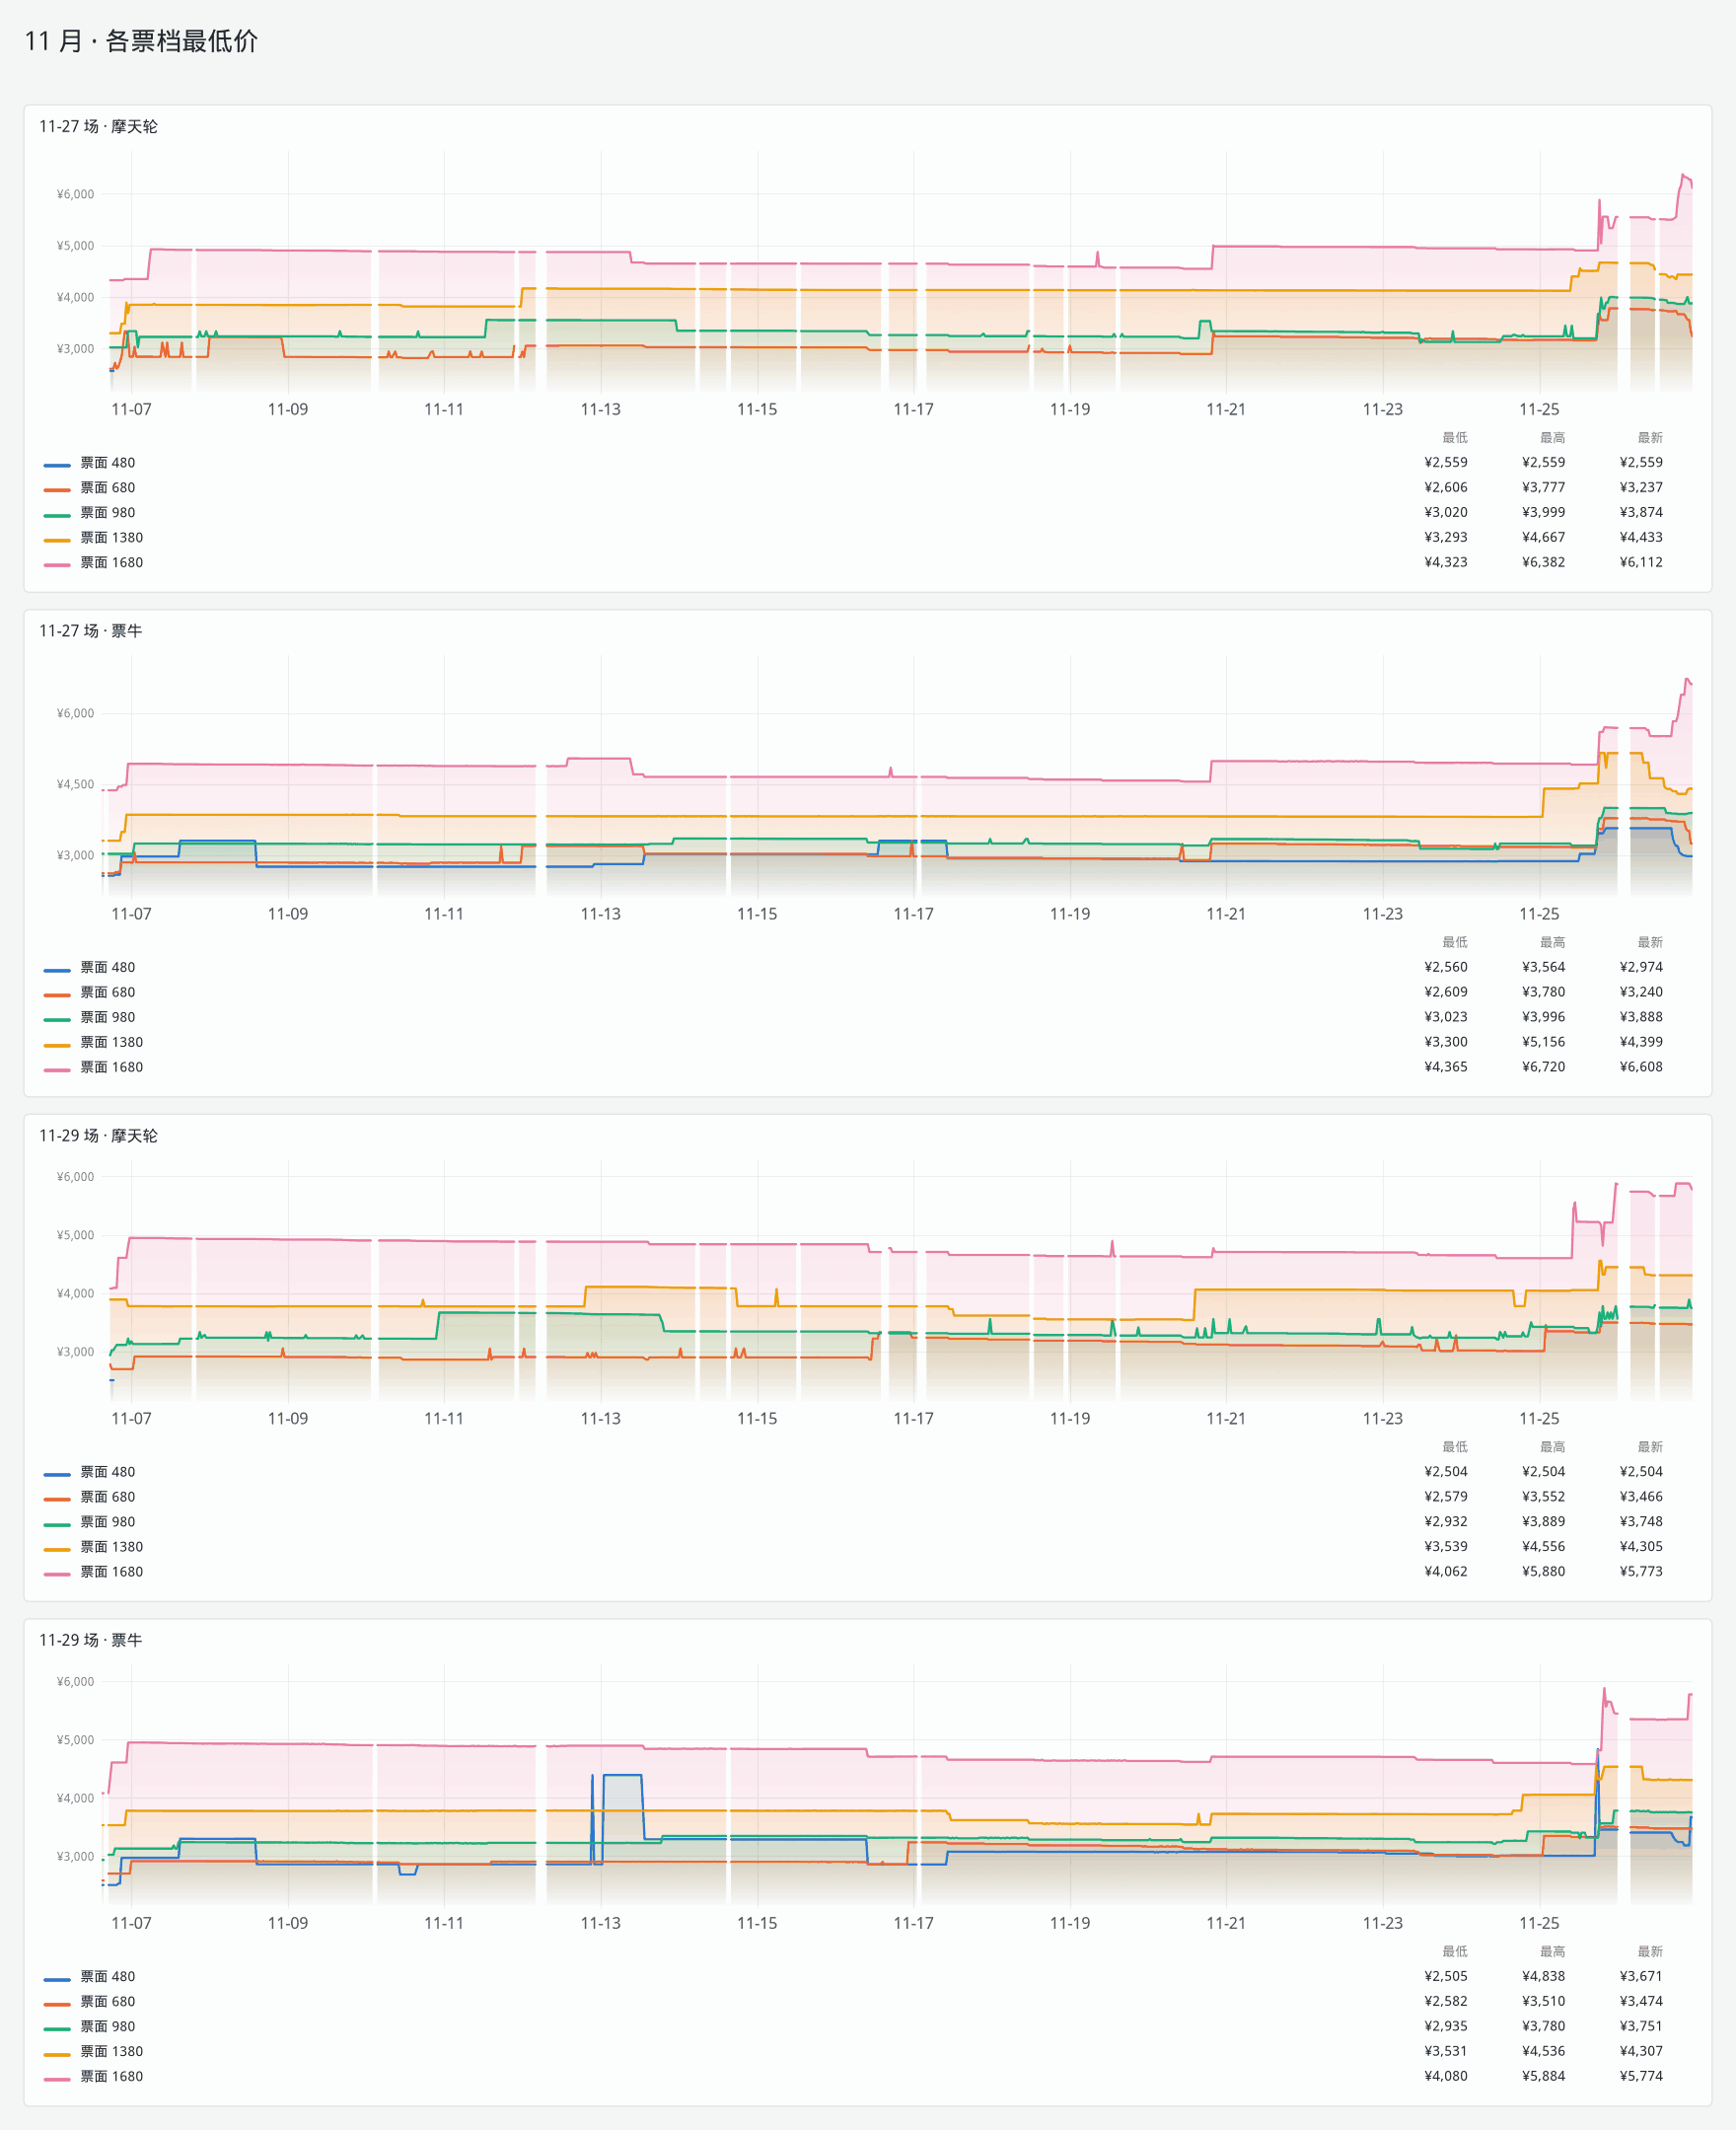 11 月 · 各票档最低价
11-27 场 · 摩天轮
¥6,000
¥5,000
¥4,000
¥3,000
11-07 11-09 11-11 11-13 11-15 11-17 11-19 11-21 11-23 11-25
最低 最高 最新
票面 480 ¥2,559 ¥2,559 ¥2,559
票面 680 ¥2,606 ¥3,777 ¥3,237
票面 980 ¥3,020 ¥3,999 ¥3,874
票面 1380 ¥3,293 ¥4,667 ¥4,433
票面 1680 ¥4,323 ¥6,382 ¥6,112
11-27 场 · 票牛
¥6,000
¥4,500
¥3,000
11-07 11-09 11-11 11-13 11-15 11-17 11-19 11-21 11-23 11-25
最低 最高 最新
票面 480 ¥2,560 ¥3,564 ¥2,974
票面 680 ¥2,609 ¥3,780 ¥3,240
票面 980 ¥3,023 ¥3,996 ¥3,888
票面 1380 ¥3,300 ¥5,156 ¥4,399
票面 1680 ¥4,365 ¥6,720 ¥6,608
11-29 场 · 摩天轮
¥6,000
¥5,000
¥4,000
¥3,000
11-07 11-09 11-11 11-13 11-15 11-17 11-19 11-21 11-23 11-25
最低 最高 最新
票面 480 ¥2,504 ¥2,504 ¥2,504
票面 680 ¥2,579 ¥3,552 ¥3,466
票面 980 ¥2,932 ¥3,889 ¥3,748
票面 1380 ¥3,539 ¥4,556 ¥4,305
票面 1680 ¥4,062 ¥5,880 ¥5,773
11-29 场 · 票牛
¥6,000
¥5,000
¥4,000
¥3,000
11-07 11-09 11-11 11-13 11-15 11-17 11-19 11-21 11-23 11-25
最低 最高 最新
票面 480 ¥2,505 ¥4,838 ¥3,671
票面 680 ¥2,582 ¥3,510 ¥3,474
票面 980 ¥2,935 ¥3,780 ¥3,751
票面 1380 ¥3,531 ¥4,536 ¥4,307
票面 1680 ¥4,080 ¥5,884 ¥5,774